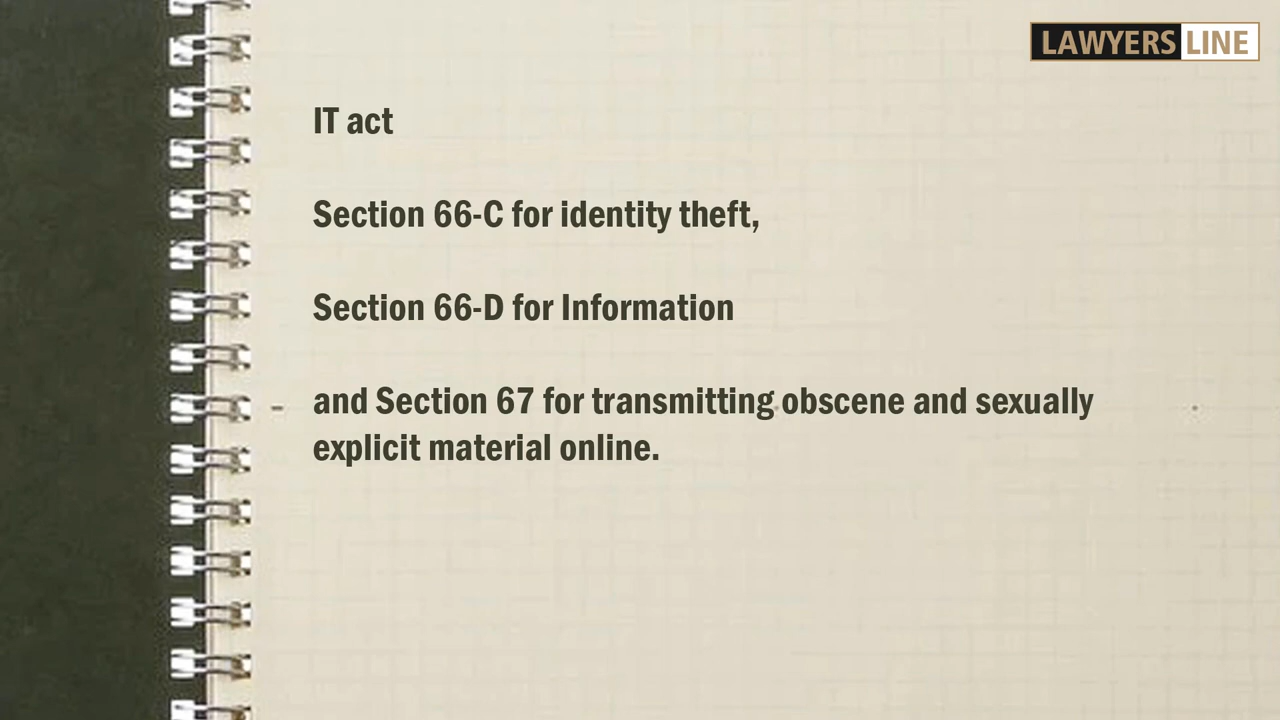 LAWYERS LINE
IT act
Section 66-C for identity theft,
Section 66-D for Information
and Section 67 for transmitting obscene and sexually
explicit material online.